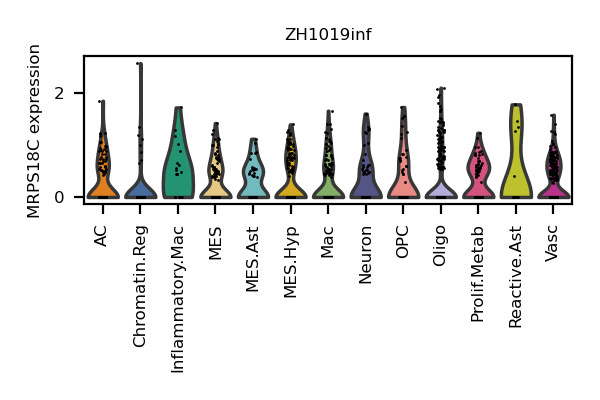 ZH1019inf
MRPS18C expression
2
0
AC
Chromatin.Reg
Inflammatory.Mac
MES
MES.Ast
MES.Hyp
Mac
Neuron
OPC
Oligo
Prolif.Metab
Reactive.Ast
Vasc